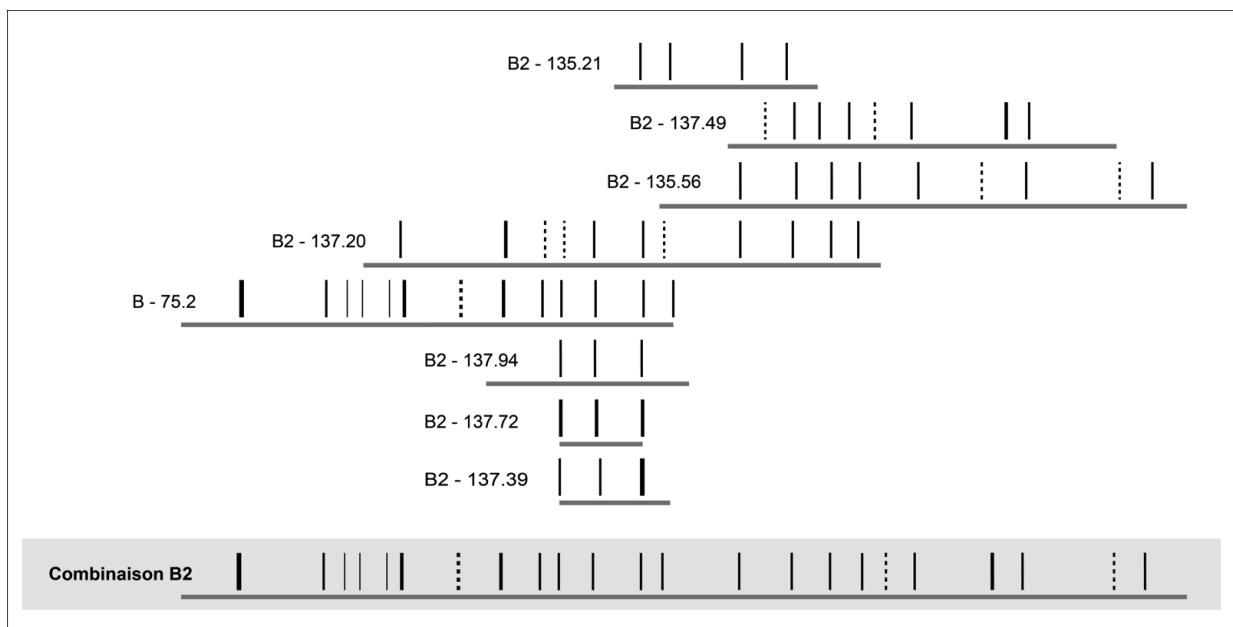 B2 - 135.21
B2 - 137.49
B2 - 135.56
B2 - 137.20
B - 75.2
B2 - 137.94
B2 - 137.72
B2 - 137.39
Combinaison B2